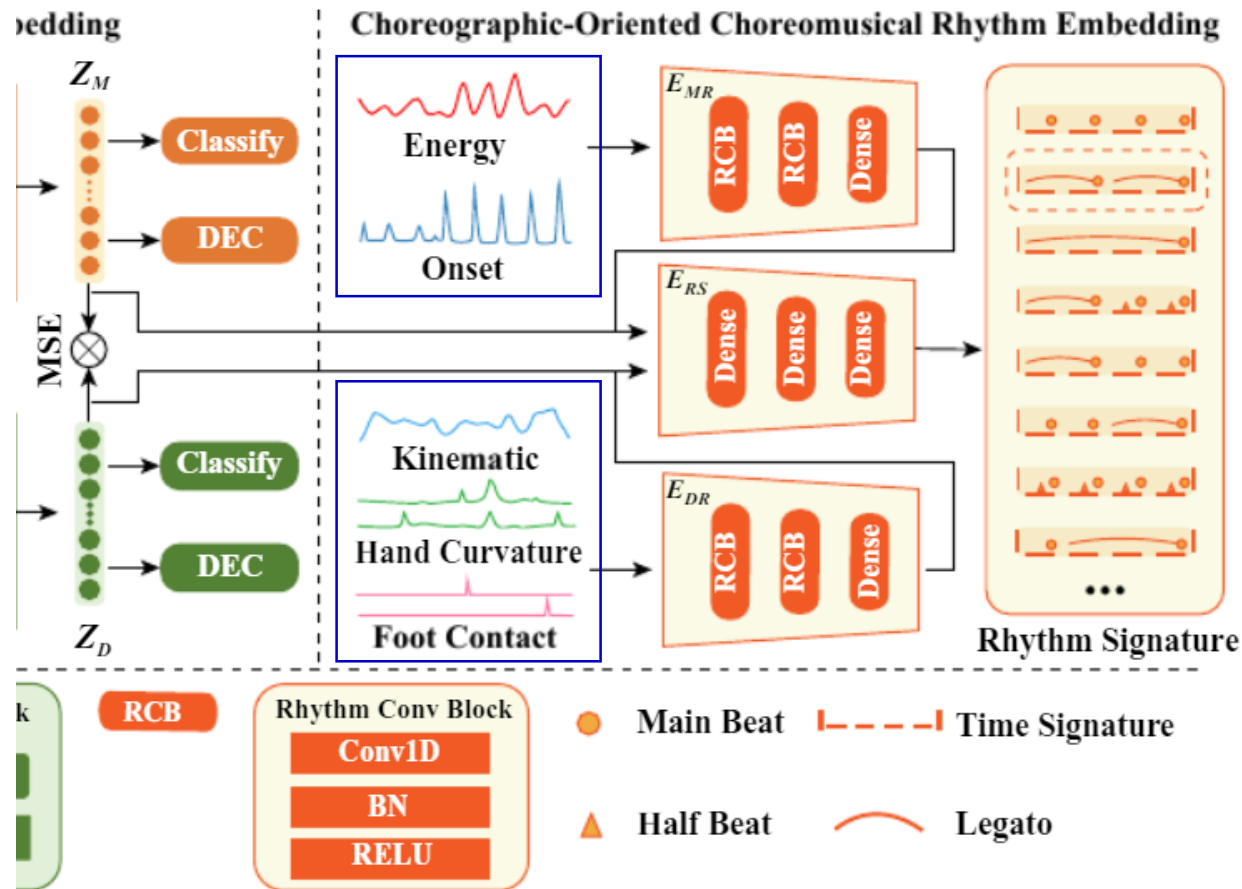 bedding
Choreographic-Oriented Choreomusical Rhythm Embedding
Z_M
Classify
DEC
MSE
Classify
DEC
Z_D
Energy
Onset
Kinematic
Hand Curvature
Foot Contact
E_MR
RCB
RCB
Dense
E_RS
Dense
Dense
Dense
E_DR
RCB
RCB
Dense
Rhythm Signature
k
RCB
Rhythm Conv Block
Conv1D
BN
RELU
Main Beat
Time Signature
Half Beat
Legato